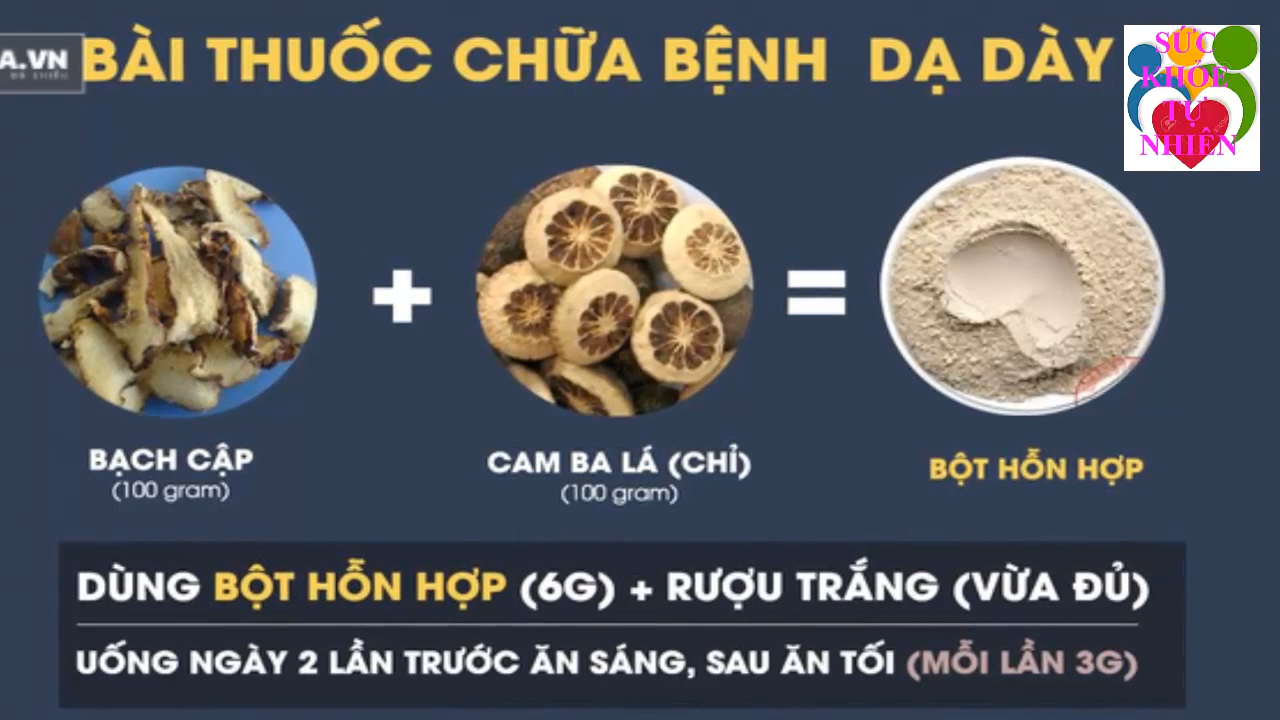 A.VN
BÀI THUỐC CHỮA BỆNH DẠ DÀY
SỨC
KHỎE
TỰ
NHIÊN
BẠCH CẬP
(100 gram)
CAM BA LÁ (CHỈ)
(100 gram)
BỘT HỖN HỢP
DÙNG BỘT HỖN HỢP (6G) + RƯỢU TRẮNG (VỪA ĐỦ)
UỐNG NGÀY 2 LẦN TRƯỚC ĂN SÁNG, SAU ĂN TỐI (MỖI LẦN 3G)